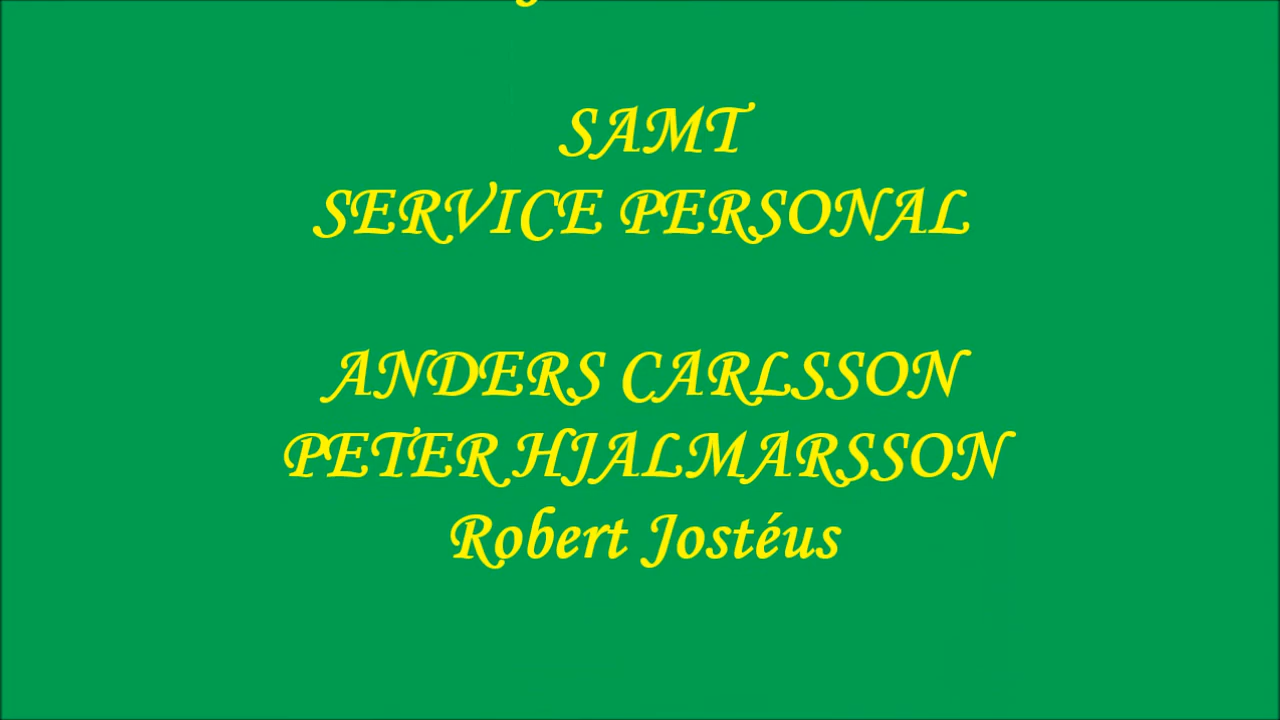 SAMT
SERVICE PERSONAL
ANDERS CARLSSON
PETER HJALMARSSON
Robert Jostéus